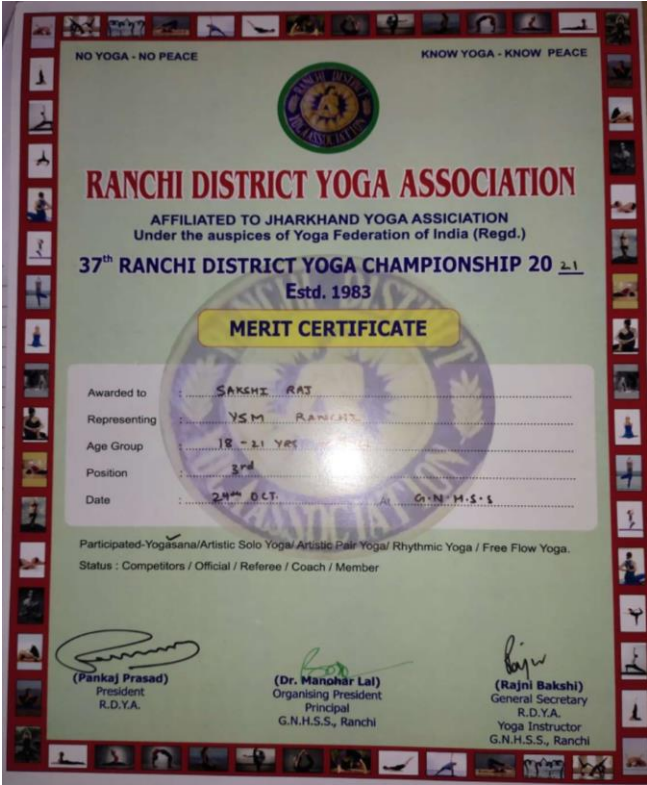 NO YOGA - NO PEACE
KNOW YOGA - KNOW PEACE
RANCHI DISTRICT
YOGA ASSOCIATION
RANCHI DISTRICT YOGA ASSOCIATION
AFFILIATED TO JHARKHAND YOGA ASSICIATION
Under the auspices of Yoga Federation of India (Regd.)
37th RANCHI DISTRICT YOGA CHAMPIONSHIP 20 21
Estd. 1983
MERIT CERTIFICATE
Awarded to : SAKSHI RAJ
Representing : YSM RANCHI
Age Group : 18 - 21 YRS
Position : 3rd
Date : 24th OCT. At G.N.H.S.S
Participated-Yogasana/Artistic Solo Yoga/ Artistic Pair Yoga/ Rhythmic Yoga / Free Flow Yoga.
Status : Competitors / Official / Referee / Coach / Member
(Pankaj Prasad)
President
R.D.Y.A.
(Dr. Manohar Lal)
Organising President
Principal
G.N.H.S.S., Ranchi
(Rajni Bakshi)
General Secretary
R.D.Y.A.
Yoga Instructor
G.N.H.S.S., Ranchi